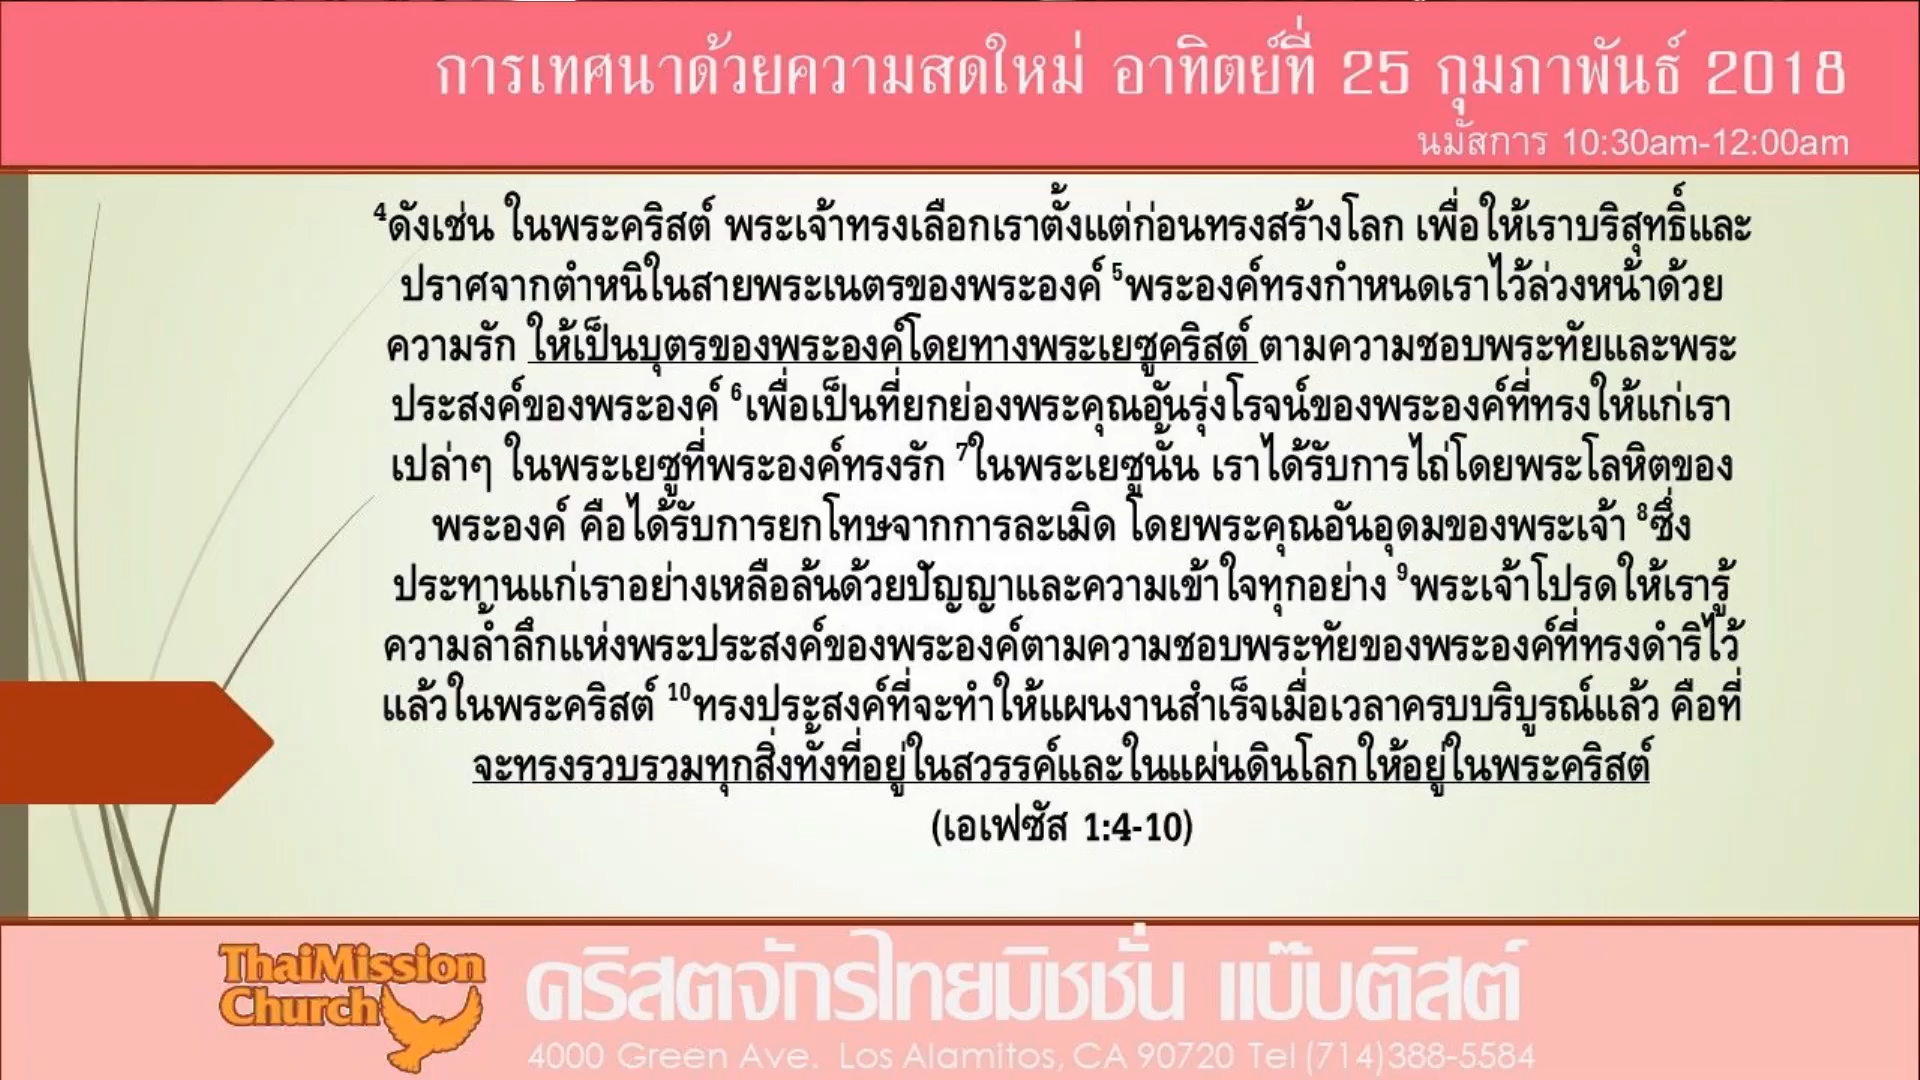 การเทศนาด้วยความสดใหม่ อาทิตย์ที่ 25 กุมภาพันธ์ 2018
นมัสการ 10:30am-12:00am
⁴ดังเช่น ในพระคริสต์ พระเจ้าทรงเลือกเราตั้งแต่ก่อนทรงสร้างโลก เพื่อให้เราบริสุทธิ์และ
ปราศจากตำหนิในสายพระเนตรของพระองค์ ⁵พระองค์ทรงกำหนดเราไว้ล่วงหน้าด้วย
ความรัก ให้เป็นบุตรของพระองค์โดยทางพระเยซูคริสต์ ตามความชอบพระทัยและพระ
ประสงค์ของพระองค์ ⁶เพื่อเป็นที่ยกย่องพระคุณอันรุ่งโรจน์ของพระองค์ที่ทรงให้แก่เรา
เปล่าๆ ในพระเยซูที่พระองค์ทรงรัก ⁷ในพระเยซูนั้น เราได้รับการไถ่โดยพระโลหิตของ
พระองค์ คือได้รับการยกโทษจากการละเมิด โดยพระคุณอันอุดมของพระเจ้า ⁸ซึ่ง
ประทานแก่เราอย่างเหลือล้นด้วยปัญญาและความเข้าใจทุกอย่าง ⁹พระเจ้าโปรดให้เรารู้
ความล้ำลึกแห่งพระประสงค์ของพระองค์ตามความชอบพระทัยของพระองค์ที่ทรงดำริไว้
แล้วในพระคริสต์ ¹⁰ทรงประสงค์ที่จะทำให้แผนงานสำเร็จเมื่อเวลาครบบริบูรณ์แล้ว คือที่
จะทรงรวบรวมทุกสิ่งทั้งที่อยู่ในสวรรค์และในแผ่นดินโลกให้อยู่ในพระคริสต์
(เอเฟซัส 1:4-10)
ThaiMission
Church
คริสตจักรไทยมิชชั่น แบ๊บติสต์
4000 Green Ave. Los Alamitos, CA 90720 Tel (714)388-5584